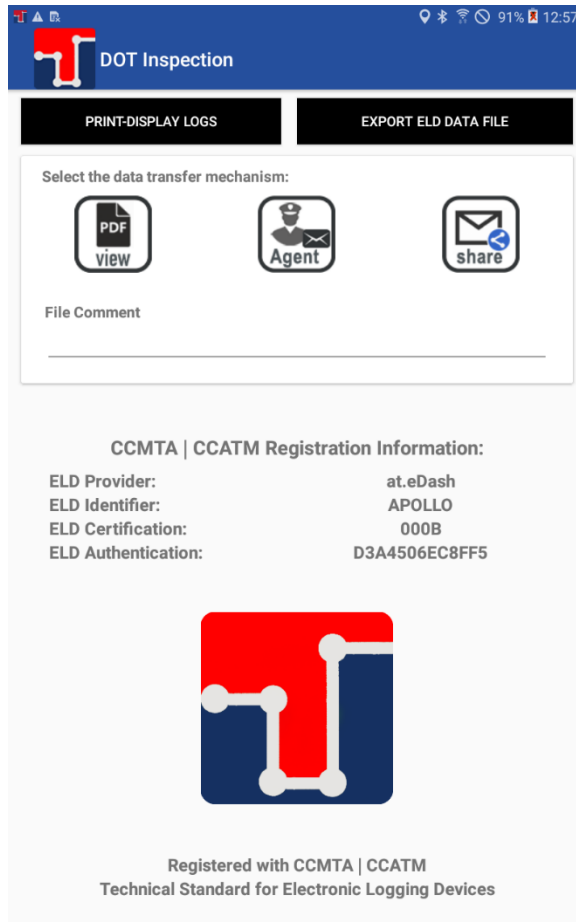 91% 12:57
DOT Inspection
PRINT-DISPLAY LOGS EXPORT ELD DATA FILE
Select the data transfer mechanism:
PDF
view Agent share
File Comment
CCMTA | CCATM Registration Information:
ELD Provider: at.eDash
ELD Identifier: APOLLO
ELD Certification: 000B
ELD Authentication: D3A4506EC8FF5
Registered with CCMTA | CCATM
Technical Standard for Electronic Logging Devices